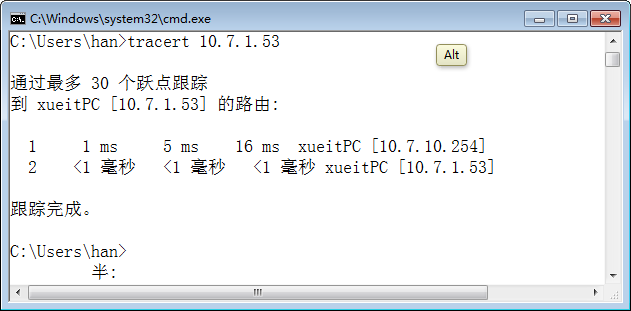 C:\Windows\system32\cmd.exe
C:\Users\han>tracert 10.7.1.53
Alt
通过最多 30 个跃点跟踪
到 xueitPC [10.7.1.53] 的路由:
1 1 ms 5 ms 16 ms xueitPC [10.7.10.254]
2 <1 毫秒 <1 毫秒 <1 毫秒 xueitPC [10.7.1.53]
跟踪完成。
C:\Users\han>
半: